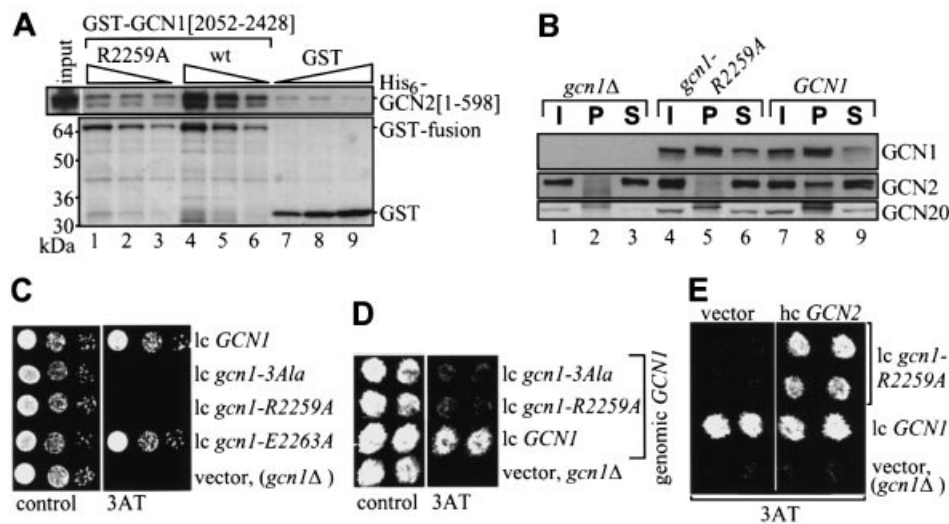 A
GST-GCN1[2052-2428]
input
R2259A wt GST
His6-
GCN2[1-598]
64
50
36
30
kDa
GST-fusion
GST
1 2 3 4 5 6 7 8 9
B
gcn1Δ
gcn1-
R2259A
GCN1
I P S I P S I P S
GCN1
GCN2
GCN20
1 2 3 4 5 6 7 8 9
C
lc GCN1
lc gcn1-3Ala
lc gcn1-R2259A
lc gcn1-E2263A
vector, (gcn1Δ)
control 3AT
D
lc gcn1-3Ala
lc gcn1-R2259A
lc GCN1
vector, gcn1Δ
genomic GCN1
control 3AT
E
vector hc GCN2
lc gcn1-
R2259A
lc GCN1
vector,
(gcn1Δ)
3AT